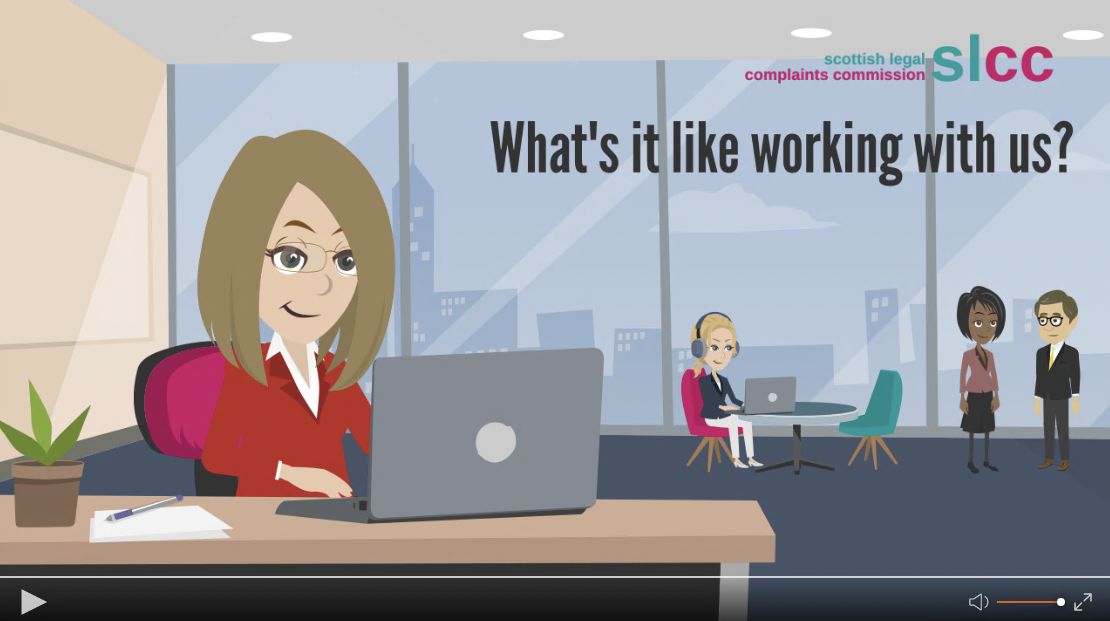 scottish legal
complaints commission
slcc
What's it like working with us?